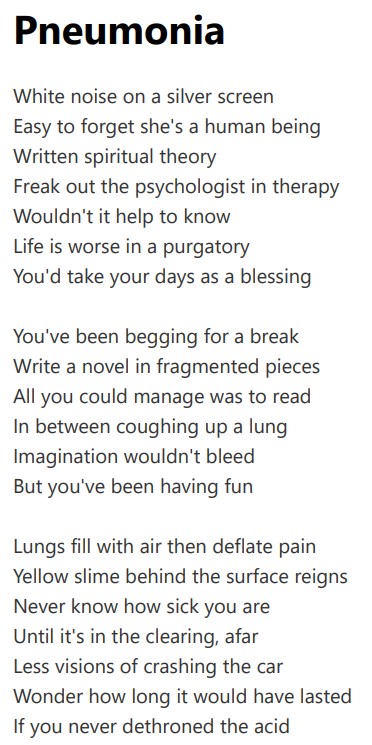 Pneumonia
White noise on a silver screen
Easy to forget she's a human being
Written spiritual theory
Freak out the psychologist in therapy
Wouldn't it help to know
Life is worse in a purgatory
You'd take your days as a blessing
You've been begging for a break
Write a novel in fragmented pieces
All you could manage was to read
In between coughing up a lung
Imagination wouldn't bleed
But you've been having fun
Lungs fill with air then deflate pain
Yellow slime behind the surface reigns
Never know how sick you are
Until it's in the clearing, afar
Less visions of crashing the car
Wonder how long it would have lasted
If you never dethroned the acid